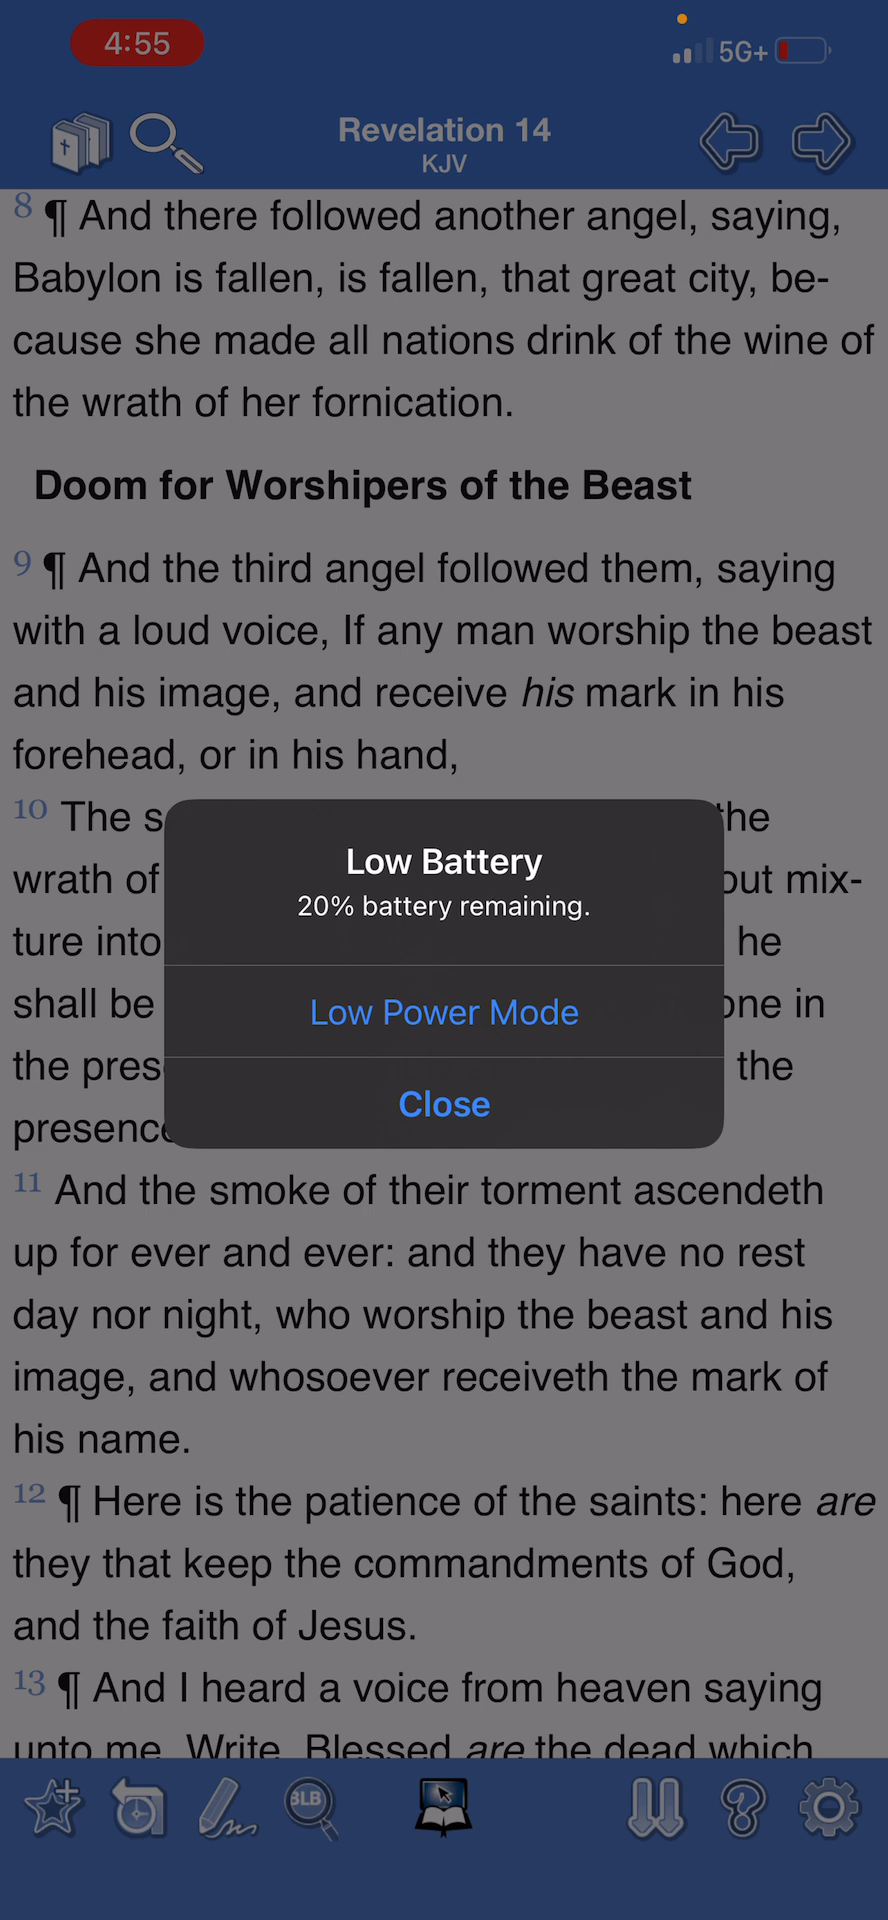 4:55
5G+
Revelation 14
KJV
8 ¶ And there followed another angel, saying,
Babylon is fallen, is fallen, that great city, be-
cause she made all nations drink of the wine of
the wrath of her fornication.
Doom for Worshipers of the Beast
9 ¶ And the third angel followed them, saying
with a loud voice, If any man worship the beast
and his image, and receive his mark in his
forehead, or in his hand,
10 The s the
wrath of out mix-
Low Battery
20% battery remaining.
ture into he
shall be one in
Low Power Mode
the pres the
Close
presence
11 And the smoke of their torment ascendeth
up for ever and ever: and they have no rest
day nor night, who worship the beast and his
image, and whosoever receiveth the mark of
his name.
12 ¶ Here is the patience of the saints: here are
they that keep the commandments of God,
and the faith of Jesus.
13 ¶ And I heard a voice from heaven saying
unto me, Write, Blessed are the dead which
BLB